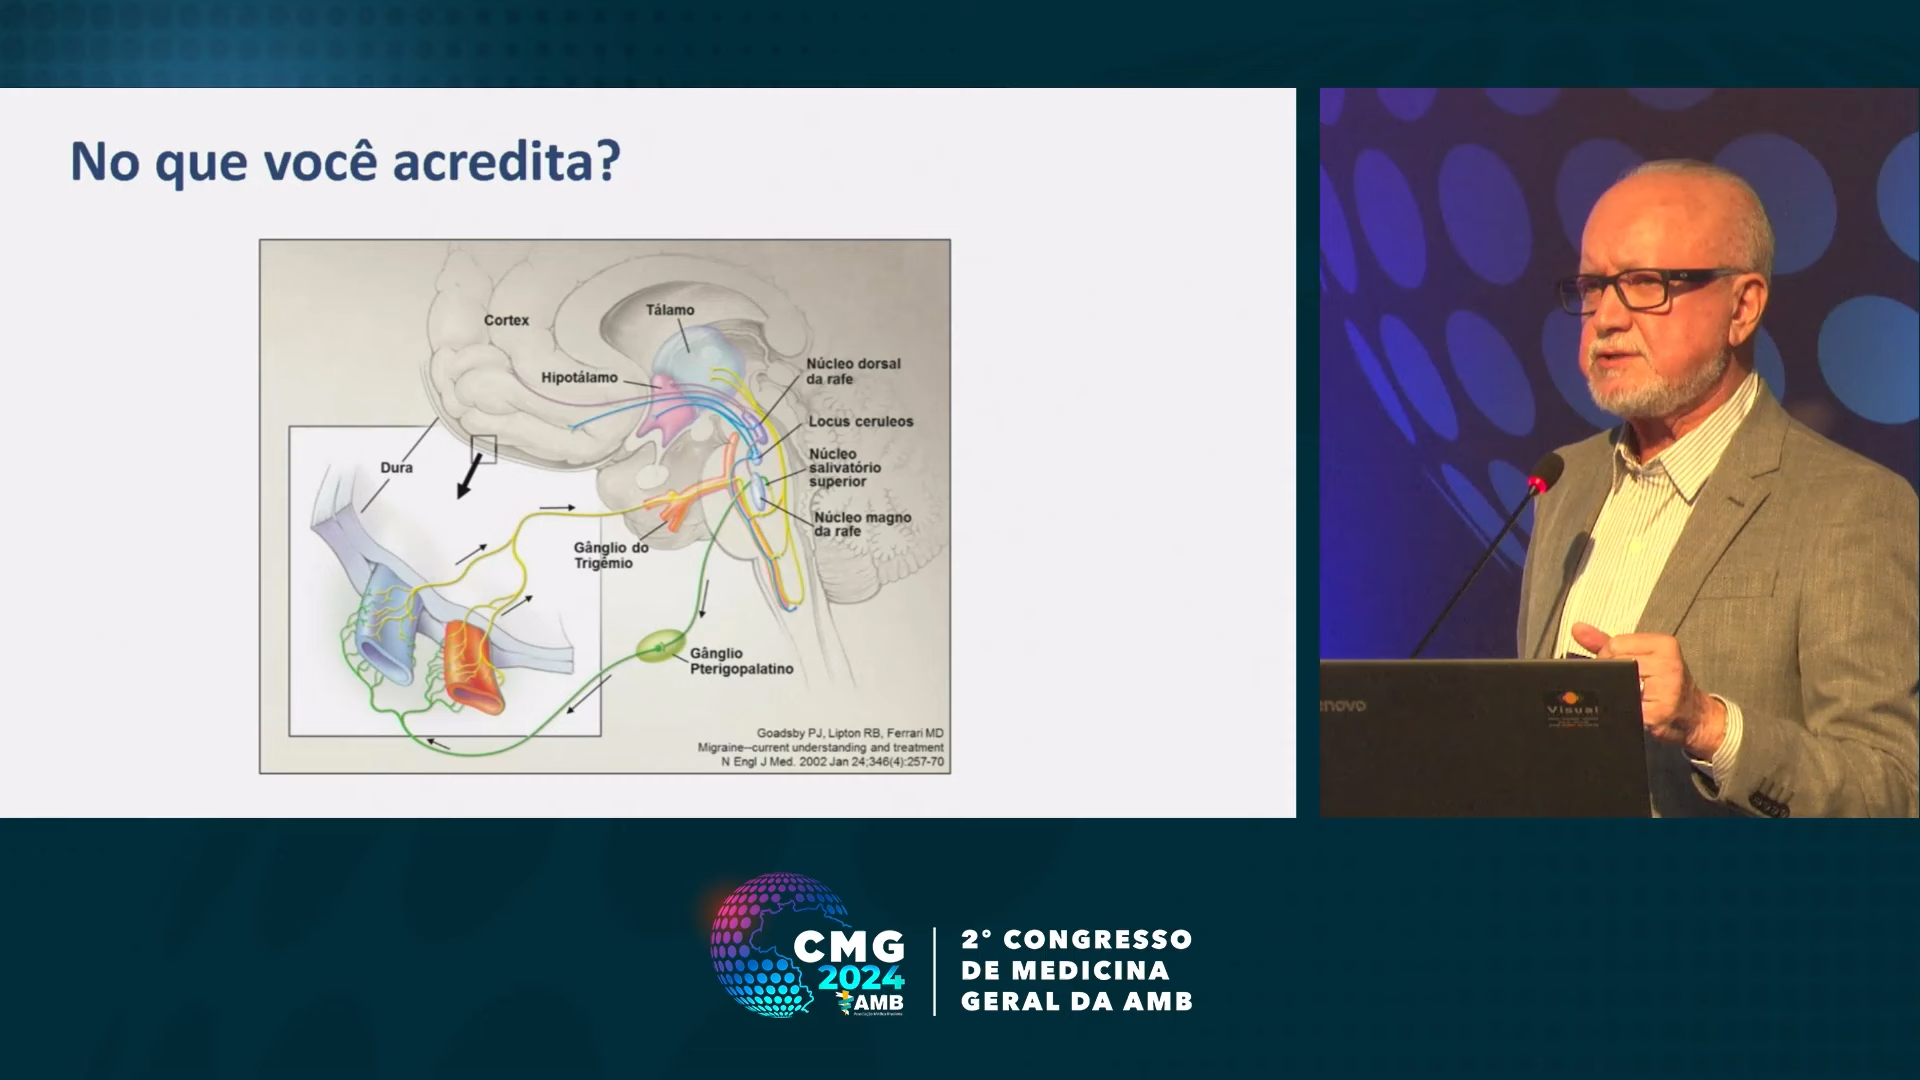 No que você acredita?
Cortex
Tálamo
Hipotálamo
Núcleo dorsal
da rafe
Locus ceruleos
Núcleo
salivatório
superior
Núcleo magno
da rafe
Dura
Gânglio do
Trigêmio
Gânglio
Pterigopalatino
Goadsby PJ, Lipton RB, Ferrari MD
Migraine--current understanding and treatment
N Engl J Med. 2002 Jan 24;346(4):257-70
enovo
Visual
CMG
2024
AMB
2° CONGRESSO
DE MEDICINA
GERAL DA AMB